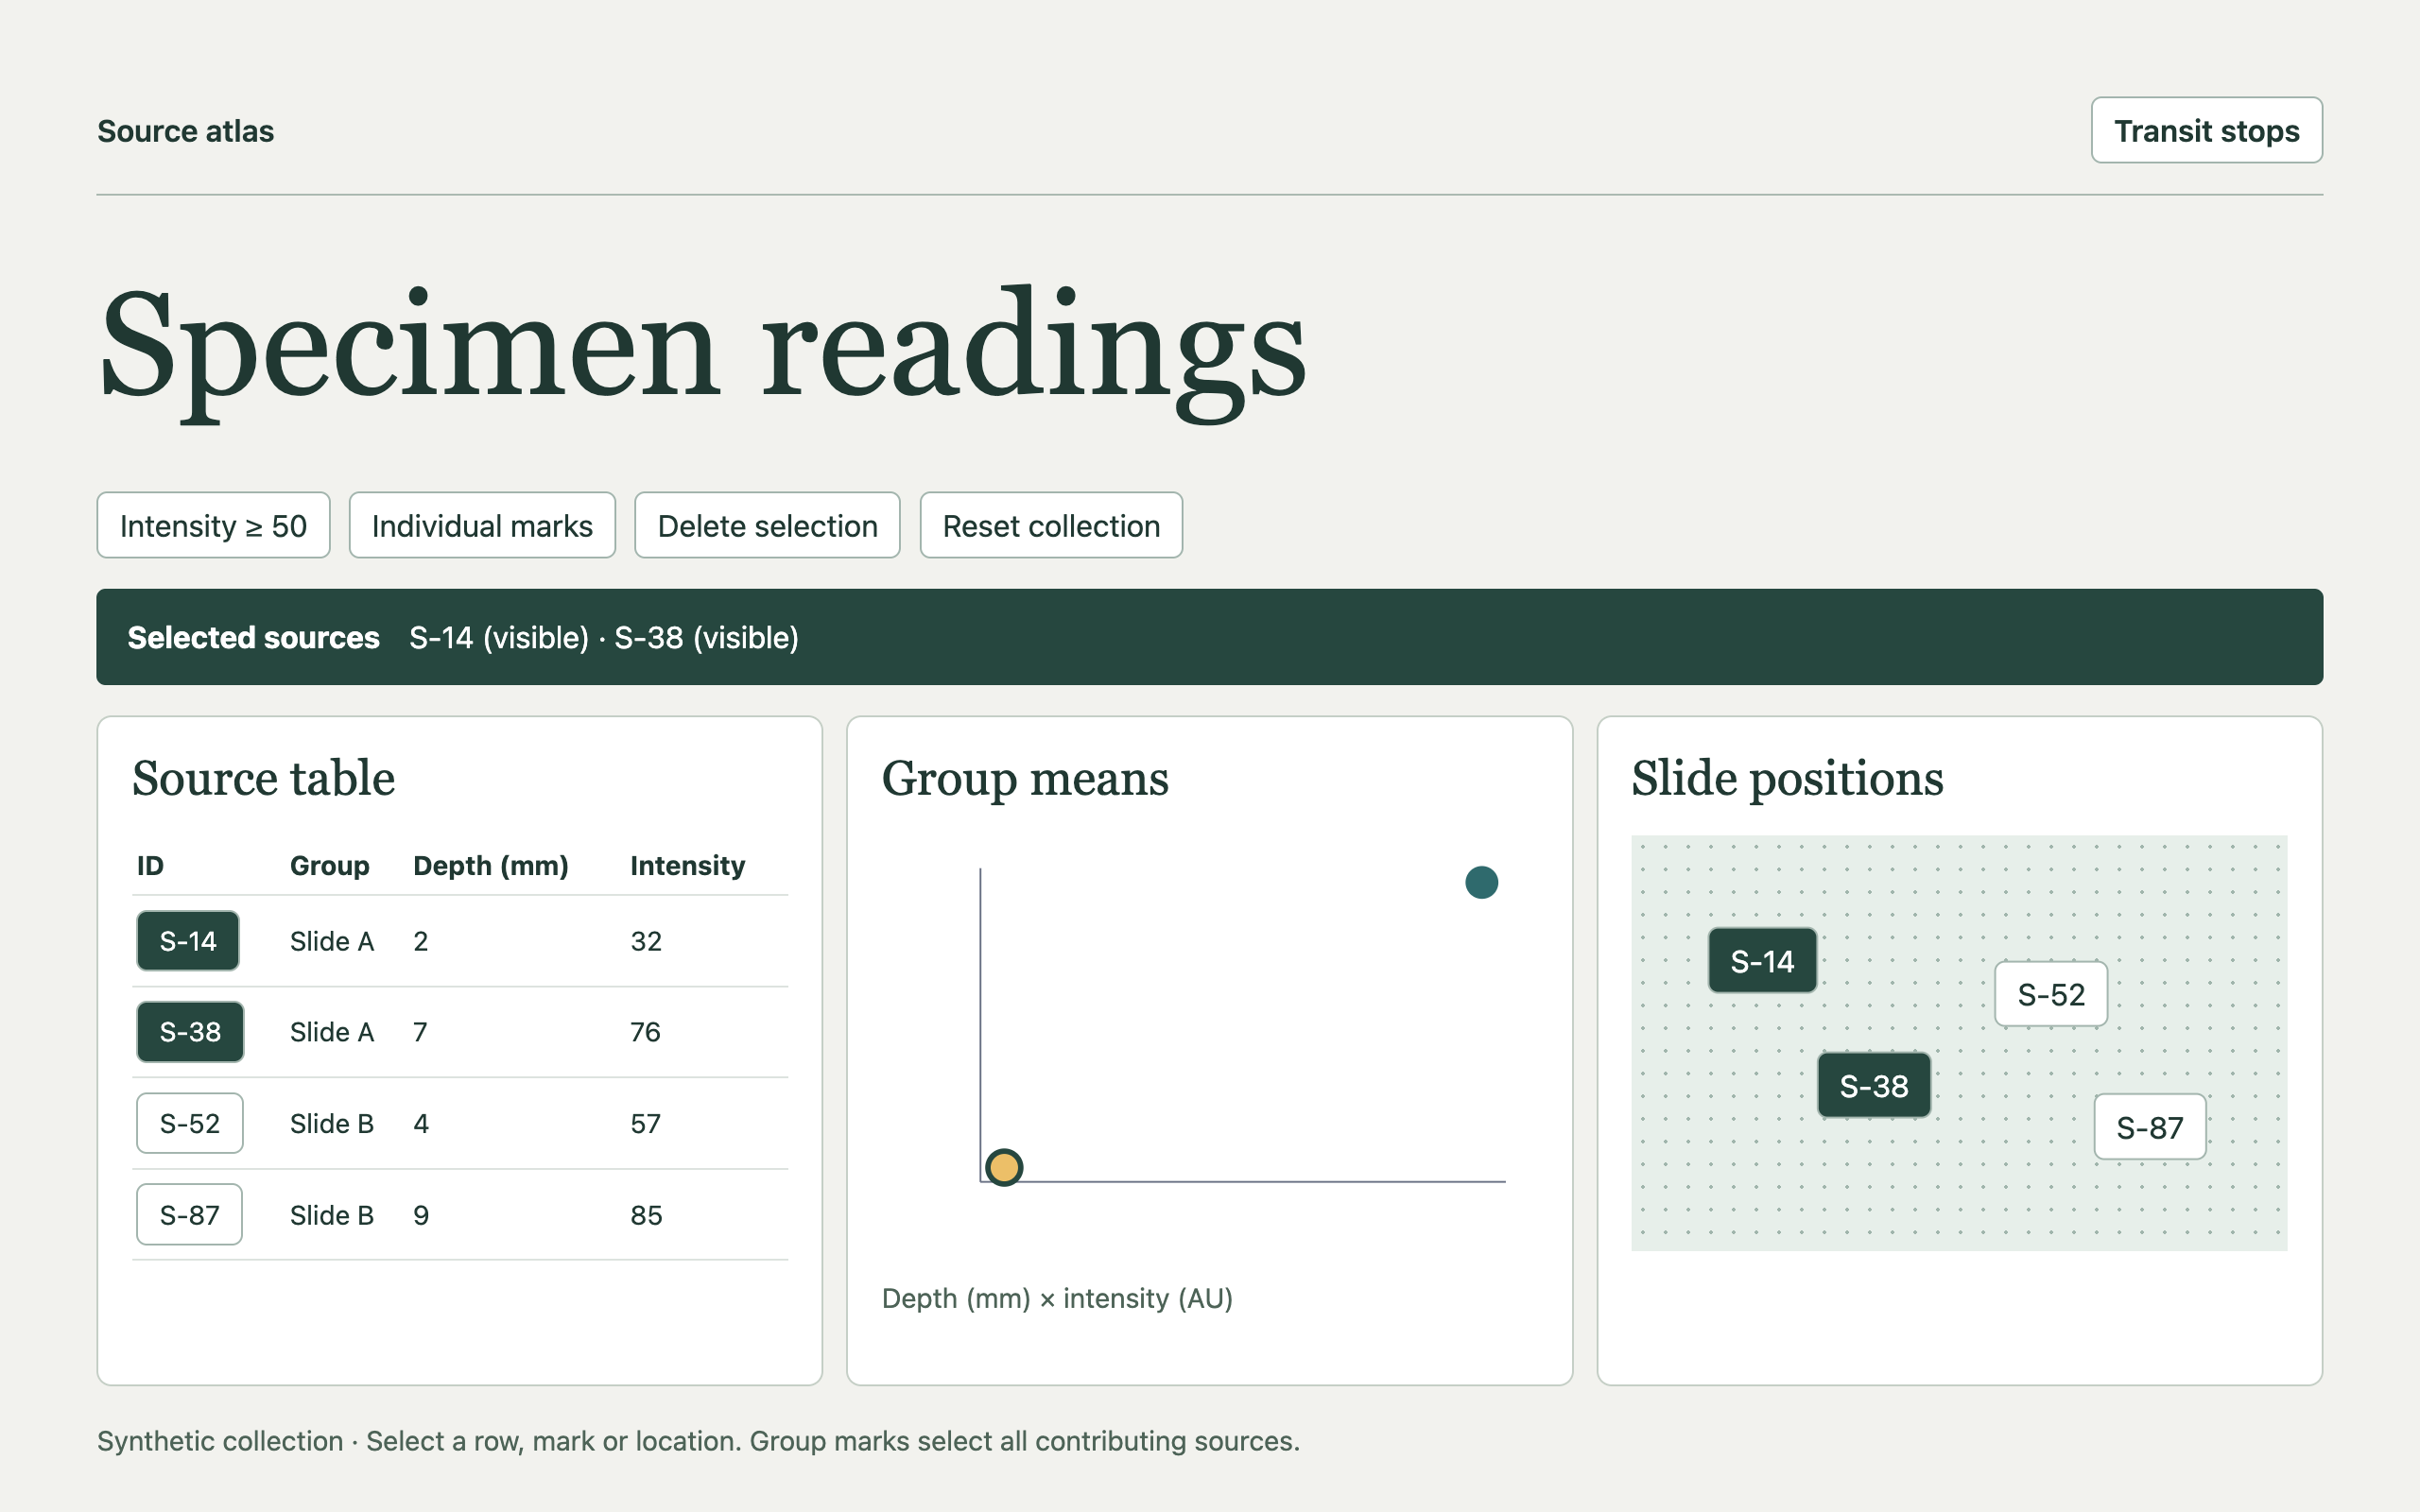 Source atlas
Transit stops
Specimen readings
Intensity ≥ 50
Individual marks
Delete selection
Reset collection
Selected sources S-14 (visible) · S-38 (visible)
Source table
ID Group Depth (mm) Intensity
S-14 Slide A 2 32
S-38 Slide A 7 76
S-52 Slide B 4 57
S-87 Slide B 9 85
Group means
Depth (mm) × intensity (AU)
Slide positions
S-14
S-52
S-38
S-87
Synthetic collection · Select a row, mark or location. Group marks select all contributing sources.